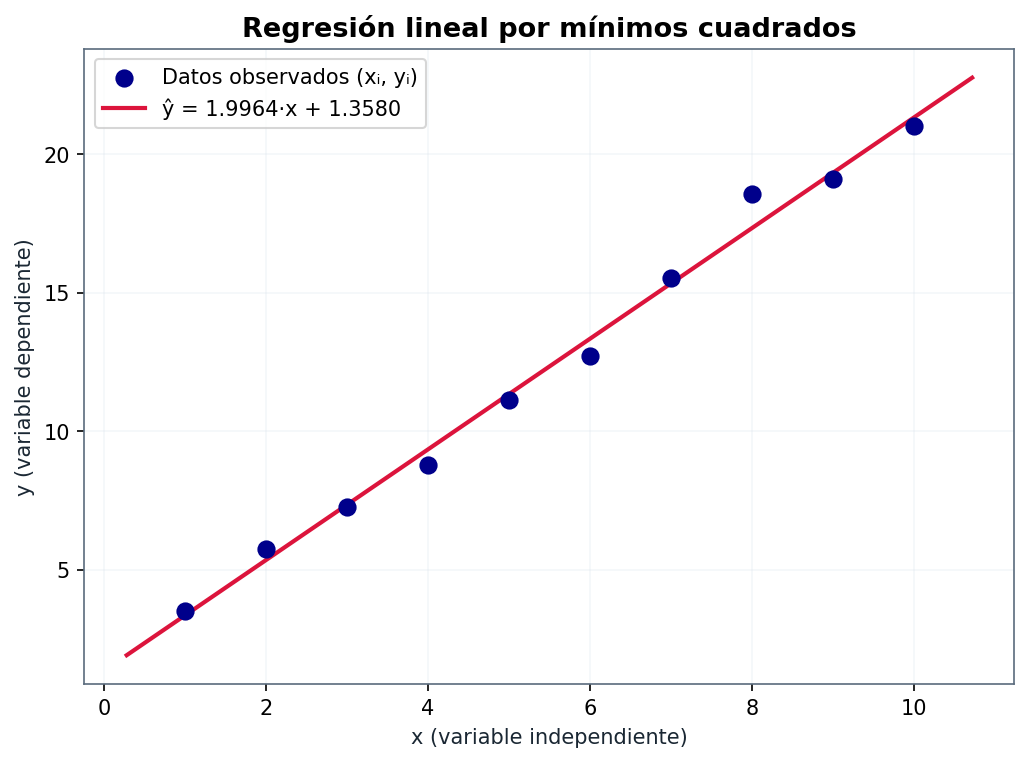 Regresión lineal por mínimos cuadrados
Datos observados (xᵢ, yᵢ)
ŷ = 1.9964·x + 1.3580
y (variable dependiente)
20
15
10
5
0 2 4 6 8 10
x (variable independiente)